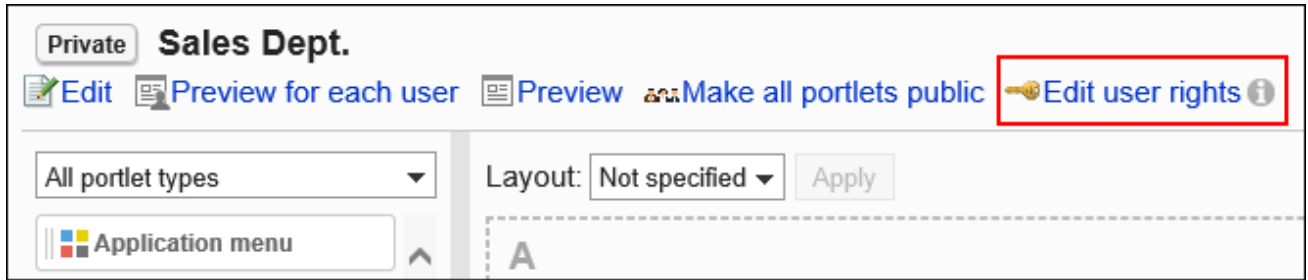 Private Sales Dept.
Edit Preview for each user Preview Make all portlets public Edit user rights
All portlet types Layout: Not specified Apply
Application menu A